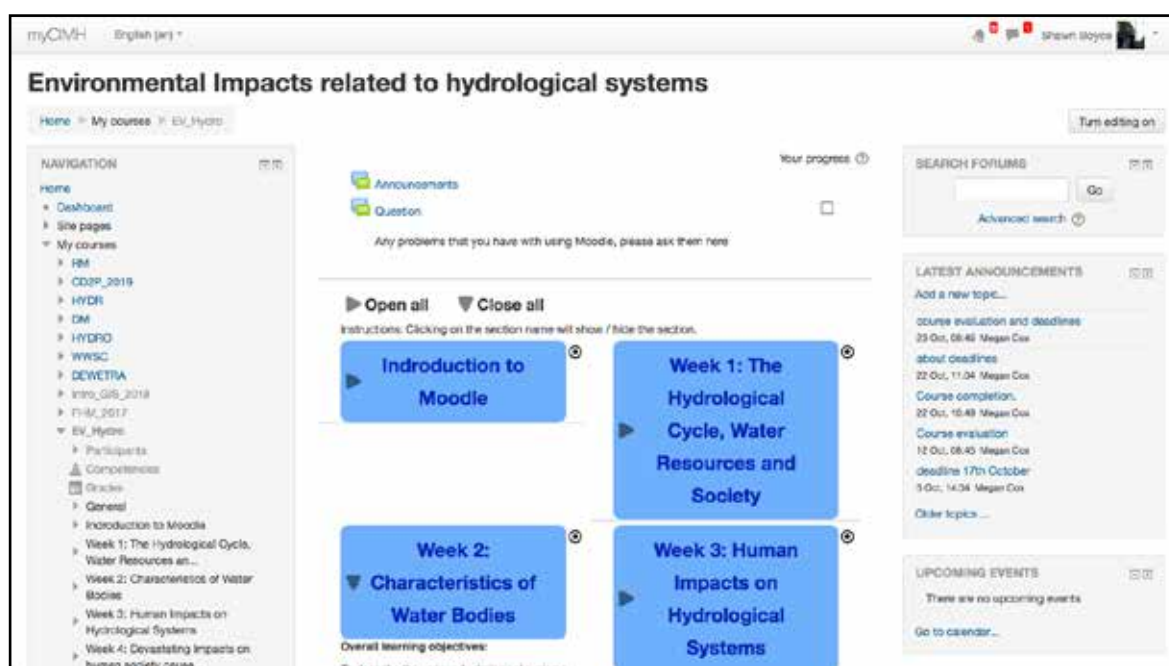 myCIMH English (en)
Shawn Boyce
Environmental Impacts related to hydrological systems
Home My courses EV_Hydro
Turn editing on
NAVIGATION
Home
Dashboard
Site pages
My courses
RM
CD2P_2019
HYDR
DM
HYDRO
WWSC
DEWETRA
Intro_GIS_2018
FHM_2017
EV_Hydro
Participants
Competencies
Grades
General
Indroduction to Moodle
Week 1: The Hydrological Cycle,
Water Resources an...
Week 2: Characteristics of Water
Bodies
Week 3: Human Impacts on
Hydrological Systems
Week 4: Devastating Impacts on
human society cause
Your progress
Announcements
Question
Any problems that you have with using Moodle, please ask them here
Open all Close all
Instructions: Clicking on the section name will show / hide the section.
Indroduction to
Moodle
Week 1: The
Hydrological
Cycle, Water
Resources and
Society
Week 2:
Characteristics of
Water Bodies
Week 3: Human
Impacts on
Hydrological
Systems
Overall learning objectives:
SEARCH FORUMS
Go
Advanced search
LATEST ANNOUNCEMENTS
Add a new topic...
course evaluation and deadlines
23 Oct, 08:46 Megan Cox
about deadlines
22 Oct, 11:04 Megan Cox
Course completion.
22 Oct, 10:49 Megan Cox
Course evaluation
12 Oct, 08:45 Megan Cox
deadline 17th October
5 Oct, 14:34 Megan Cox
Older topics ...
UPCOMING EVENTS
There are no upcoming events
Go to calendar...